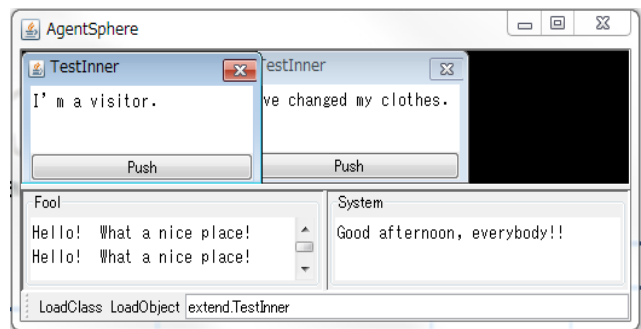 AgentSphere
TestInner
estInner
I'm a visitor.
ve changed my clothes.
Push
Push
Fool
System
Hello! What a nice place!
Hello! What a nice place!
Good afternoon, everybody!!
LoadClass LoadObject extend.TestInner